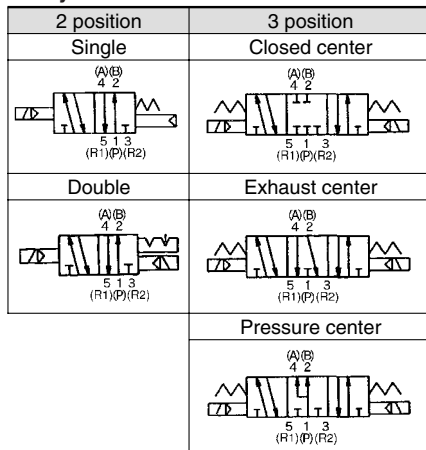 2 position
3 position
Single
Closed center
(A)(B)
4 2
5 1 3
(R1)(P)(R2)
(A)(B)
4 2
5 1 3
(R1)(P)(R2)
Double
Exhaust center
(A)(B)
4 2
5 1 3
(R1)(P)(R2)
(A)(B)
4 2
5 1 3
(R1)(P)(R2)
Pressure center
(A)(B)
4 2
5 1 3
(R1)(P)(R2)